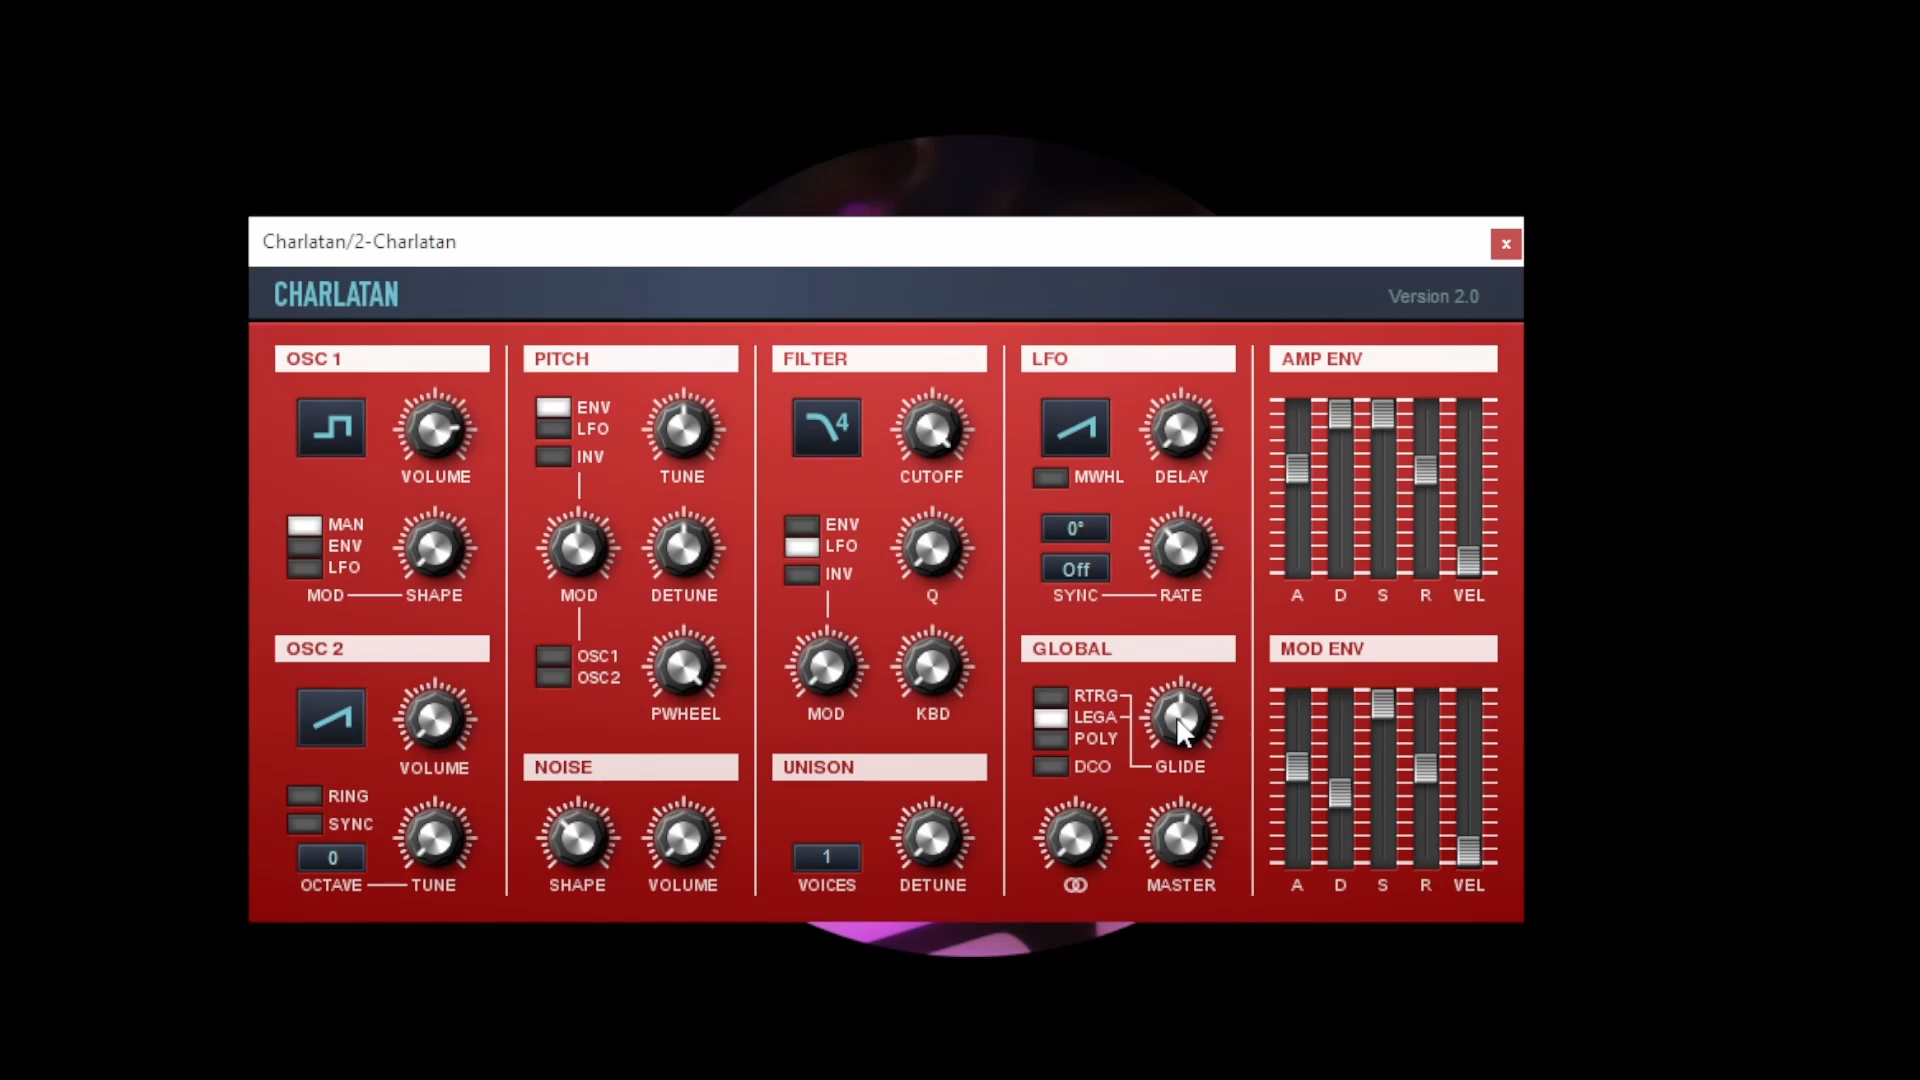 Charlatan/2-Charlatan
x
CHARLATAN
Version 2.0
OSC 1
VOLUME
MAN
ENV
LFO
MOD SHAPE
OSC 2
VOLUME
RING
SYNC
0
OCTAVE TUNE
PITCH
ENV
LFO
INV
TUNE
MOD DETUNE
OSC1
OSC2
PWHEEL
NOISE
SHAPE VOLUME
FILTER
4
CUTOFF
ENV
LFO
INV
Q
MOD KBD
UNISON
1
VOICES DETUNE
LFO
MWHL DELAY
0°
Off
SYNC RATE
GLOBAL
RTRG
LEGA
POLY
DCO GLIDE
MASTER
AMP ENV
A D S R VEL
MOD ENV
A D S R VEL